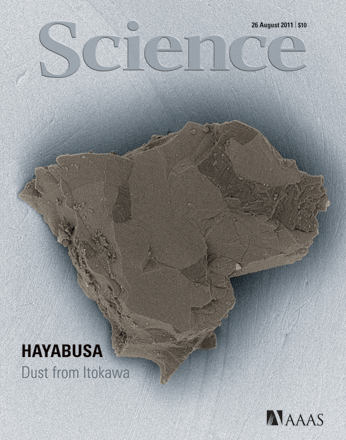 26 August 2011 | $10
Science
HAYABUSA
Dust from Itokawa
AAAS